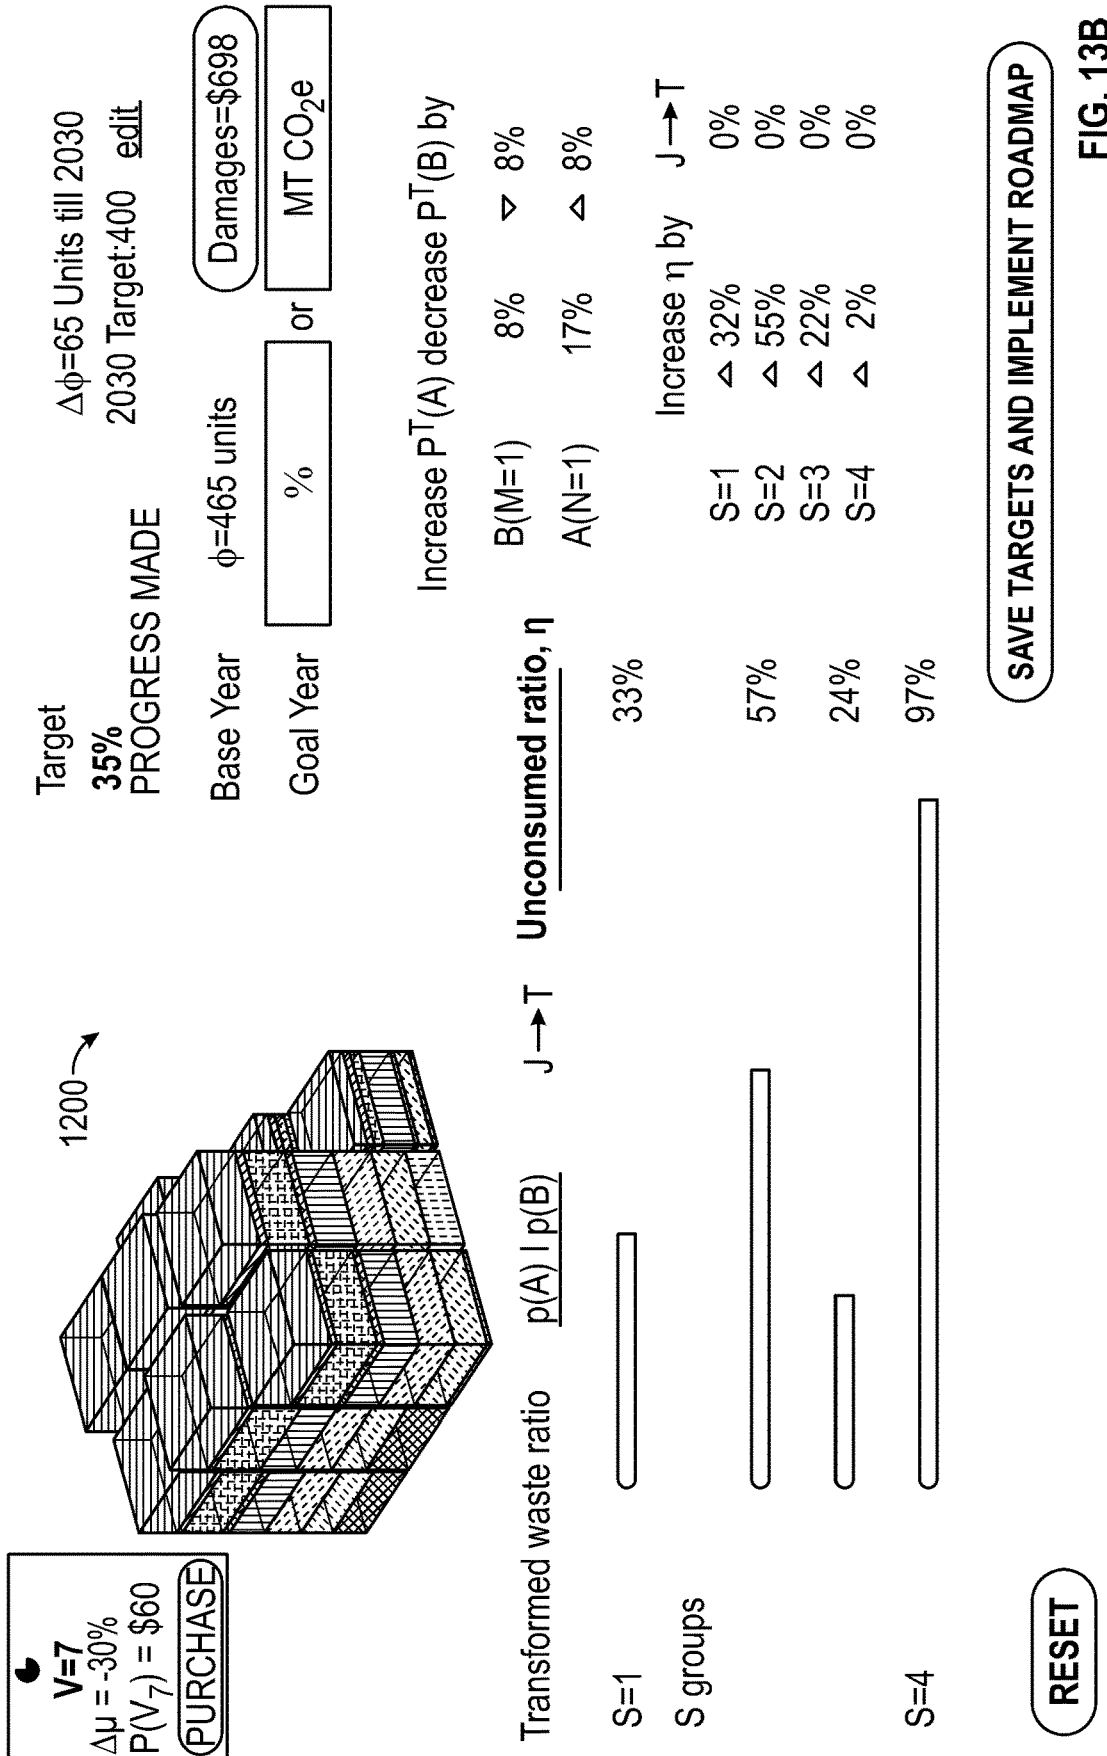 V=7
Δμ = -30%
P(V7) = $60
PURCHASE
1200
Target
35%
PROGRESS MADE
Δϕ=65 Units till 2030
2030 Target:400 edit
Base Year ϕ=465 units Damages=$698
Goal Year % or MT CO2e
Transformed waste ratio p(A) | p(B) J→T Unconsumed ratio, η
S=1 33%
S groups
57%
24%
S=4 97%
Increase P^T(A) decrease P^T(B) by
B(M=1) 8% ▽ 8%
A(N=1) 17% △ 8%
Increase η by J→T
S=1 △ 32% 0%
S=2 △ 55% 0%
S=3 △ 22% 0%
S=4 △ 2% 0%
RESET
SAVE TARGETS AND IMPLEMENT ROADMAP
FIG. 13B